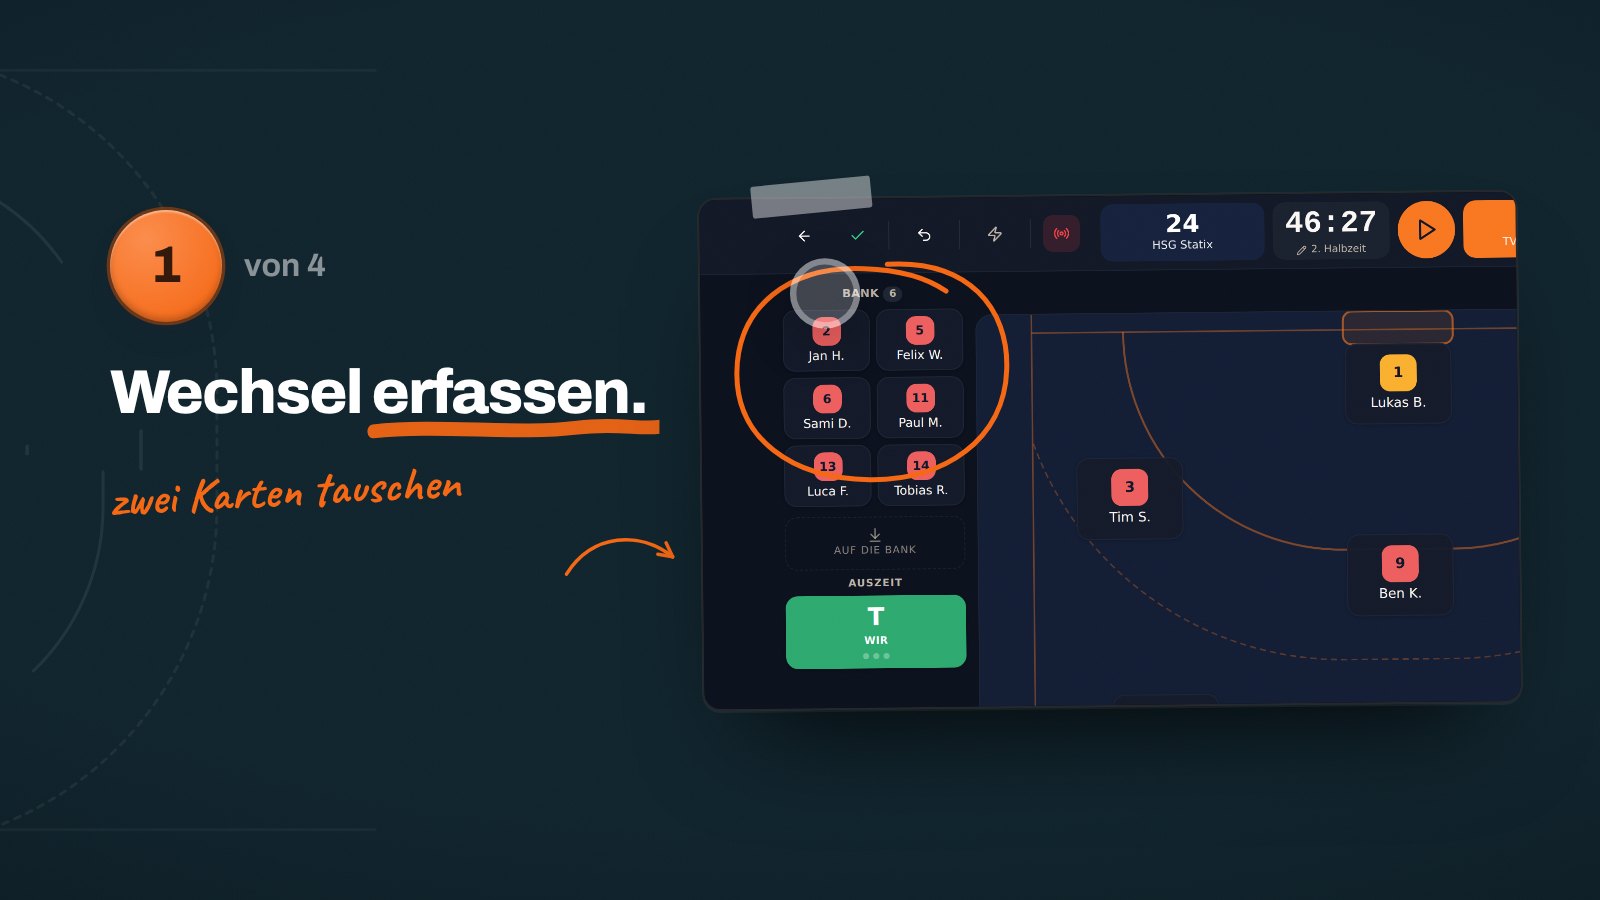 1
von 4
Wechsel erfassen.
zwei Karten tauschen
24
HSG Statix
46:27
2. Halbzeit
TV
BANK 6
2
Jan H.
5
Felix W.
6
Sami D.
11
Paul M.
13
Luca F.
14
Tobias R.
AUF DIE BANK
AUSZEIT
T
WIR
1
Lukas B.
3
Tim S.
9
Ben K.